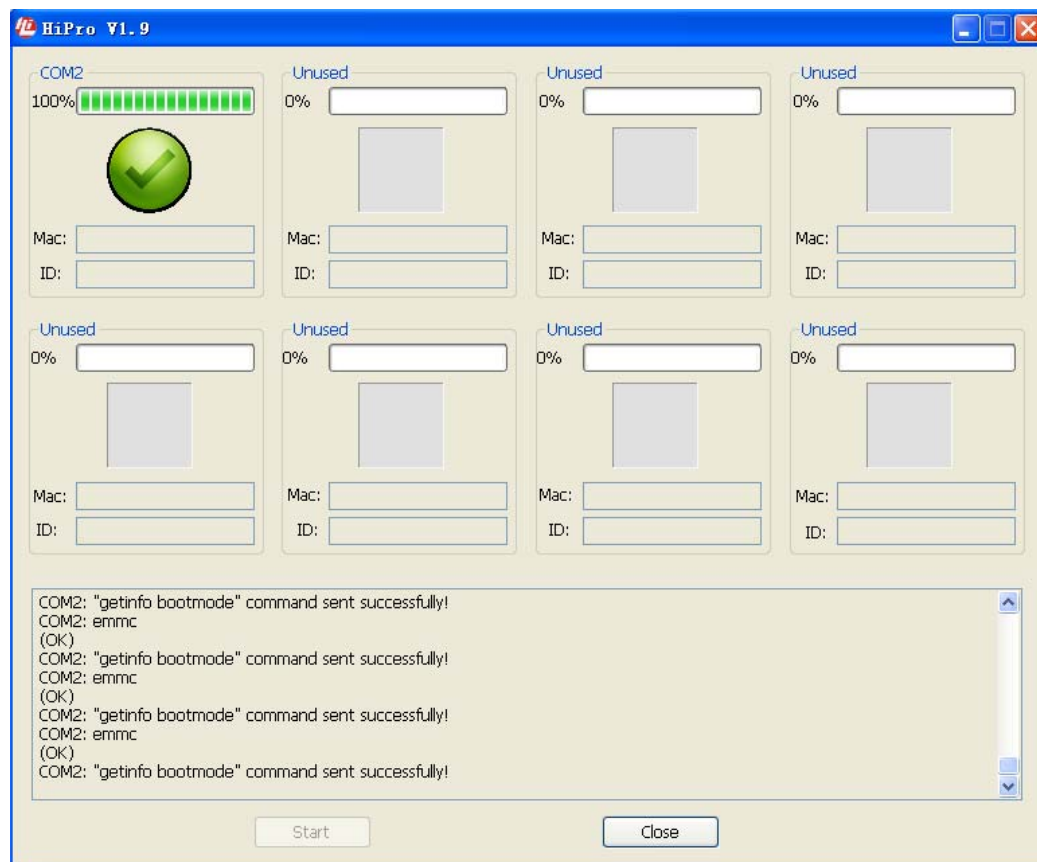 HiPro V1.9
COM2 Unused Unused Unused
100% 0% 0% 0%
Mac: Mac: Mac: Mac:
ID: ID: ID: ID:
Unused Unused Unused Unused
0% 0% 0% 0%
Mac: Mac: Mac: Mac:
ID: ID: ID: ID:
COM2: "getinfo bootmode" command sent successfully!
COM2: emmc
(OK)
COM2: "getinfo bootmode" command sent successfully!
COM2: emmc
(OK)
COM2: "getinfo bootmode" command sent successfully!
COM2: emmc
(OK)
COM2: "getinfo bootmode" command sent successfully!
Start Close